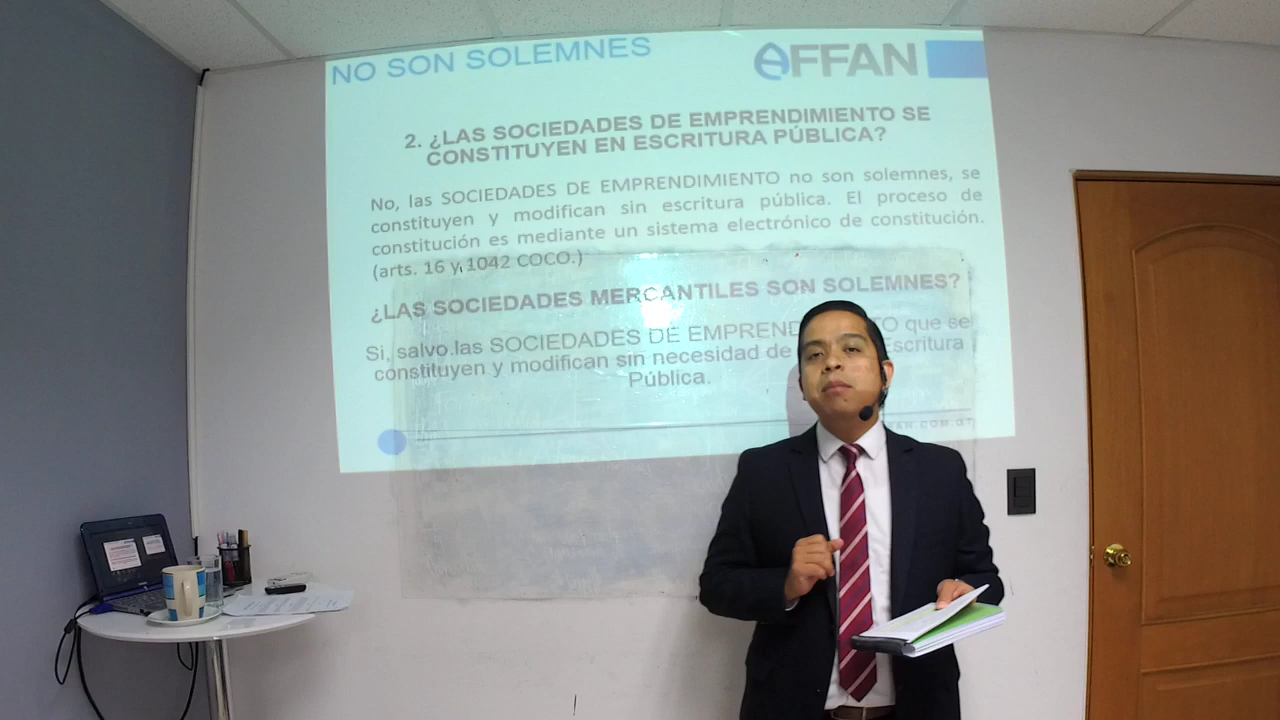 NO SON SOLEMNES
AFFAN
2. ¿LAS SOCIEDADES DE EMPRENDIMIENTO SE
CONSTITUYEN EN ESCRITURA PÚBLICA?
No, las SOCIEDADES DE EMPRENDIMIENTO no son solemnes, se
constituyen y modifican sin escritura pública. El proceso de
constitución es mediante un sistema electrónico de constitución.
(arts. 16 y 1042 COCO.)
¿LAS SOCIEDADES MERCANTILES SON SOLEMNES?
Si, salvo las SOCIEDADES DE que se
constituyen y modifican sin necesidad de Escritura
Pública.